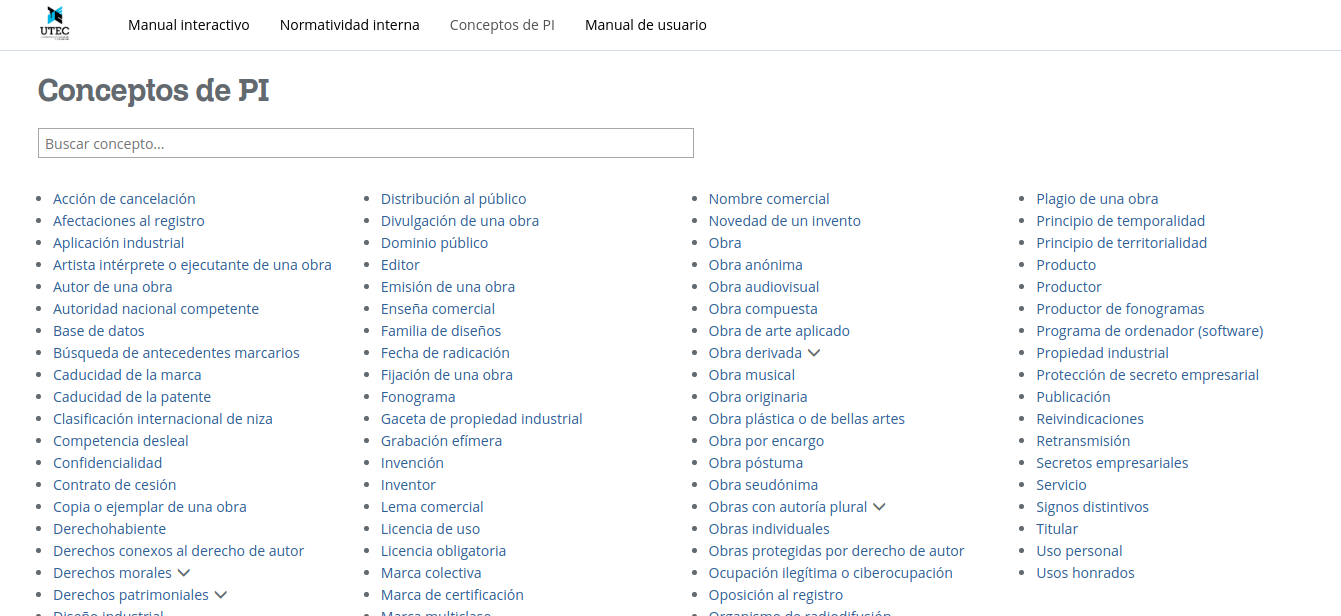 UTEC
Manual interactivo
Normatividad interna
Conceptos de PI
Manual de usuario
Conceptos de PI
Buscar concepto...
Acción de cancelación
Afectaciones al registro
Aplicación industrial
Artista intérprete o ejecutante de una obra
Autor de una obra
Autoridad nacional competente
Base de datos
Búsqueda de antecedentes marcarios
Caducidad de la marca
Caducidad de la patente
Clasificación internacional de niza
Competencia desleal
Confidencialidad
Contrato de cesión
Copia o ejemplar de una obra
Derechohabiente
Derechos conexos al derecho de autor
Derechos morales
Derechos patrimoniales
Diseño industrial
Distribución al público
Divulgación de una obra
Dominio público
Editor
Emisión de una obra
Enseña comercial
Familia de diseños
Fecha de radicación
Fijación de una obra
Fonograma
Gaceta de propiedad industrial
Grabación efímera
Invención
Inventor
Lema comercial
Licencia de uso
Licencia obligatoria
Marca colectiva
Marca de certificación
Marca multiclase
Nombre comercial
Novedad de un invento
Obra
Obra anónima
Obra audiovisual
Obra compuesta
Obra de arte aplicado
Obra derivada
Obra musical
Obra originaria
Obra plástica o de bellas artes
Obra por encargo
Obra póstuma
Obra seudónima
Obras con autoría plural
Obras individuales
Obras protegidas por derecho de autor
Ocupación ilegítima o ciberocupación
Oposición al registro
Organismo de radiodifusión
Plagio de una obra
Principio de temporalidad
Principio de territorialidad
Producto
Productor
Productor de fonogramas
Programa de ordenador (software)
Propiedad industrial
Protección de secreto empresarial
Publicación
Reivindicaciones
Retransmisión
Secretos empresariales
Servicio
Signos distintivos
Titular
Uso personal
Usos honrados